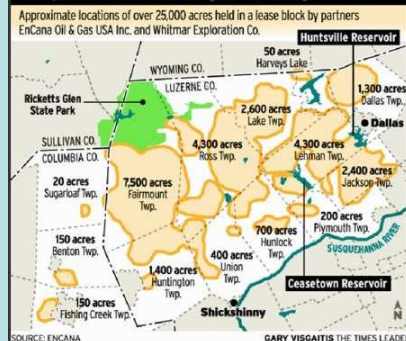 Approximate locations of over 25,000 acres held in a lease block by partners
EnCana Oil & Gas USA Inc. and Whitmar Exploration Co.
Huntsville Reservoir
50 acres
Harveys Lake
WYOMING CO.
LUZERNE CO.
Ricketts Glen
State Park
1,300 acres
Dallas Twp.
2,600 acres
Lake Twp.
Dallas
SULLIVAN CO.
COLUMBIA CO.
4,300 acres
Ross Twp.
4,300 acres
Lehman Twp.
20 acres
Sugarloaf Twp.
7,500 acres
Fairmount
Twp.
2,400 acres
Jackson Twp.
200 acres
Plymouth Twp.
150 acres
Benton Twp.
700 acres
Hunlock
Twp.
SUSQUEHANNA RIVER
400 acres
Union
Twp.
1,400 acres
Huntington
Twp.
Ceasetown Reservoir
150 acres
Fishing Creek Twp.
Shickshinny
N
SOURCE: ENCANA
GARY VISGAITIS THE TIMES LEADER